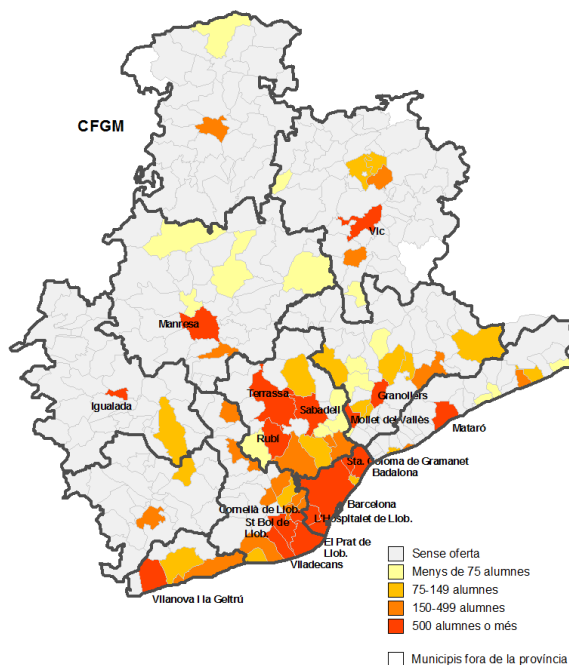 CFGM
Vic
Manresa
Igualada
Terrassa
Sabadell
Granollers
Mollet del Vallès
Mataró
Rubí
Sta. Coloma de Gramanet
Badalona
Barcelona
Cornellà de Llob.
L'Hospitalet de Llob.
St Boi de
Llob.
El Prat de
Llob.
Viladecans
Vilanova i la Geltrú
Sense oferta
Menys de 75 alumnes
75-149 alumnes
150-499 alumnes
500 alumnes o més
Municipis fora de la província